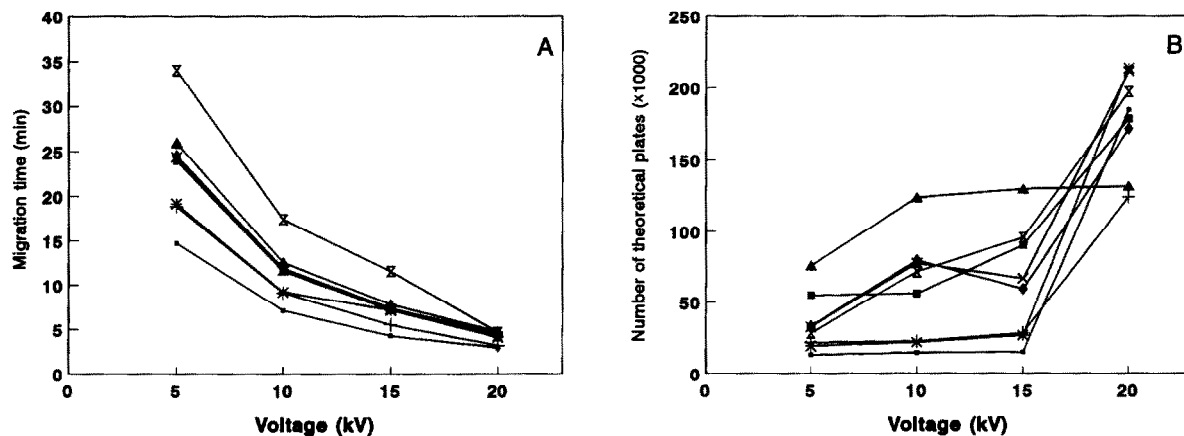 A
Migration time (min)
40
35
30
25
20
15
10
5
0
0 5 10 15 20
Voltage (kV)
B
Number of theoretical plates (×1000)
250
200
150
100
50
0
0 5 10 15 20
Voltage (kV)